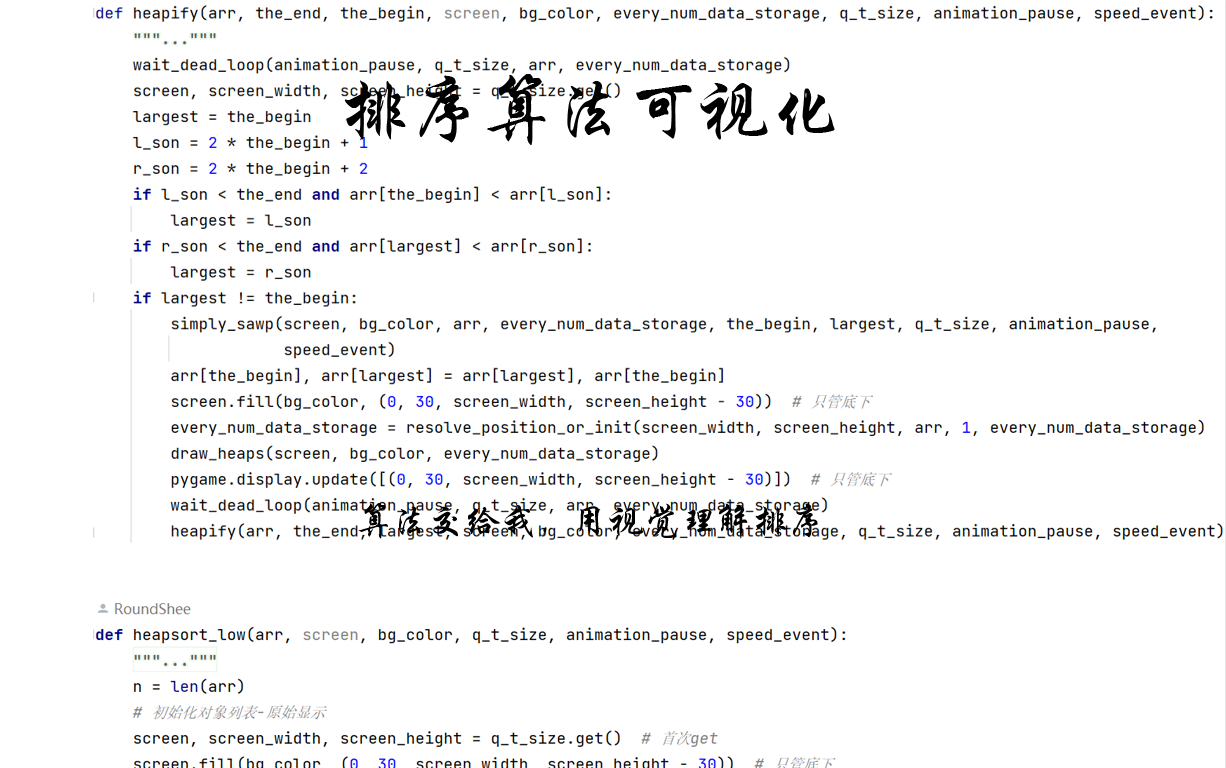 def heapify(arr, the_end, the_begin, screen, bg_color, every_num_data_storage, q_t_size, animation_pause, speed_event):
"""..."""
wait_dead_loop(animation_pause, q_t_size, arr, every_num_data_storage)
screen, screen_width, screen_height = q_t_size.get()
排序算法可视化
largest = the_begin
l_son = 2 * the_begin + 1
r_son = 2 * the_begin + 2
if l_son < the_end and arr[the_begin] < arr[l_son]:
largest = l_son
if r_son < the_end and arr[largest] < arr[r_son]:
largest = r_son
if largest != the_begin:
simply_sawp(screen, bg_color, arr, every_num_data_storage, the_begin, largest, q_t_size, animation_pause,
speed_event)
arr[the_begin], arr[largest] = arr[largest], arr[the_begin]
screen.fill(bg_color, (0, 30, screen_width, screen_height - 30))  # 只管底下
every_num_data_storage = resolve_position_or_init(screen_width, screen_height, arr, 1, every_num_data_storage)
draw_heaps(screen, bg_color, every_num_data_storage)
pygame.display.update([(0, 30, screen_width, screen_height - 30)])  # 只管底下
wait_dead_loop(animation_pause, q_t_size, arr, every_num_data_storage)
算法交给我，用视觉理解排序
heapify(arr, the_end, largest, screen, bg_color, every_num_data_storage, q_t_size, animation_pause, speed_event)
RoundShee
def heapsort_low(arr, screen, bg_color, q_t_size, animation_pause, speed_event):
"""..."""
n = len(arr)
# 初始化对象列表-原始显示
screen, screen_width, screen_height = q_t_size.get()  # 首次get
screen.fill(bg_color, (0, 30, screen_width, screen_height - 30))  # 只管底下